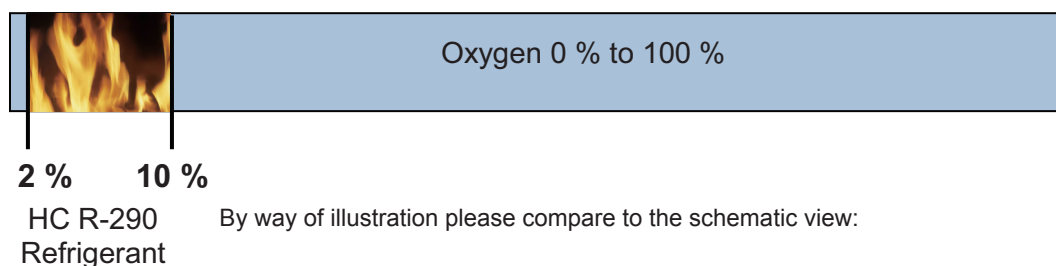 Oxygen 0 % to 100 %
2 % 10 %
HC R-290
Refrigerant
By way of illustration please compare to the schematic view: